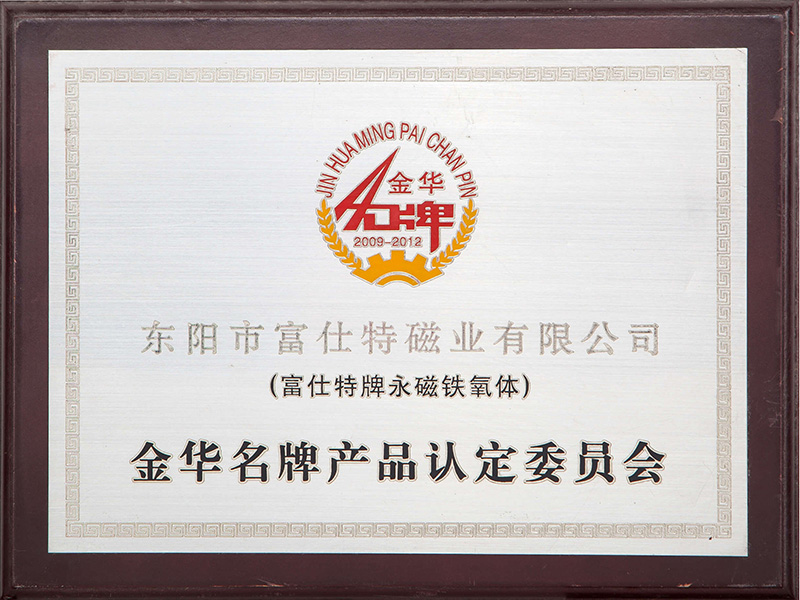 JIN HUA MING PAI CHAN PIN
金华
名牌
2009-2012
东阳市富仕特磁业有限公司
(富仕特牌永磁铁氧体)
金华名牌产品认定委员会